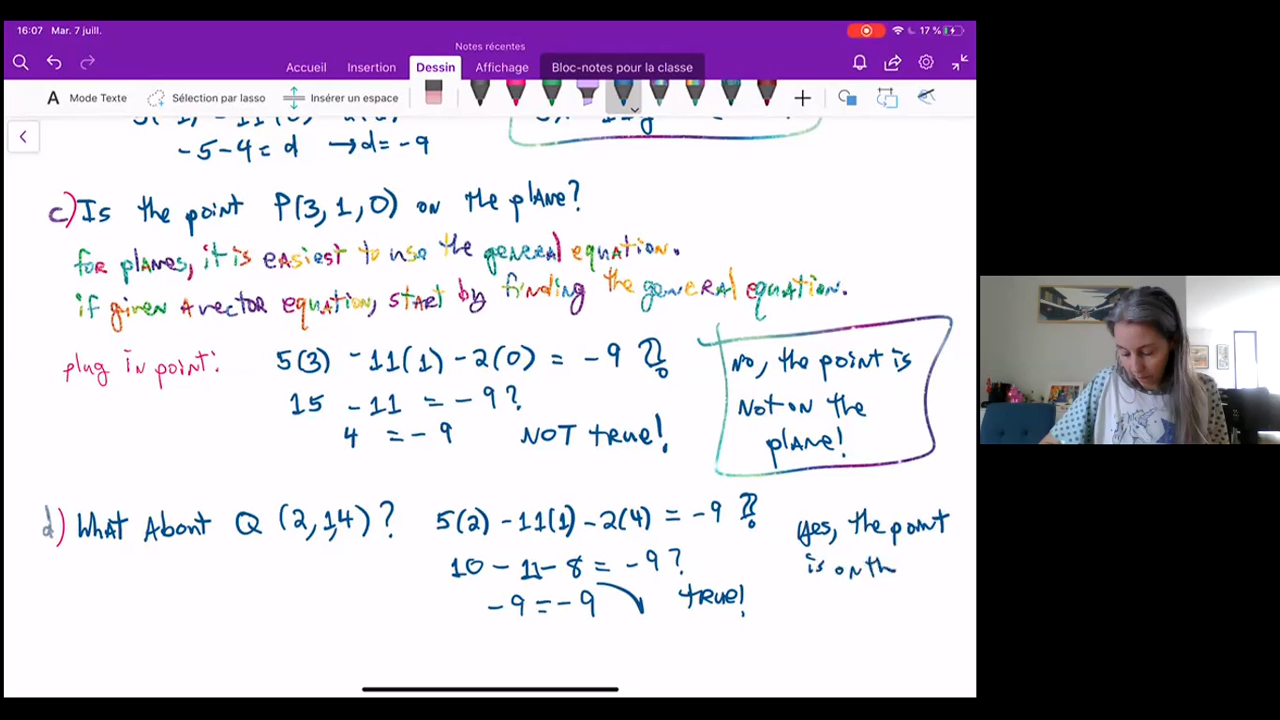 16:07 Mar. 7 juill.
17 %
Notes récentes
Accueil Insertion Dessin Affichage Bloc-notes pour la classe
A Mode Texte Sélection par lasso Insérer un espace
-5-4 = d → d = -9
c) Is the point P(3, 1, 0) on the plane?
for planes, it is easiest to use the general equation.
if given a vector equation, start by finding the general equation.
plug in point: 5(3) -11(1) -2(0) = -9 ??
15 -11 = -9?
4 = -9 NOT true!
No, the point is
Not on the
plane!
d) What About Q (2,1,4)? 5(2) -11(1) -2(4) = -9 ??
10 - 11 - 8 = -9?
-9 = -9 true!
yes, the point
is on th